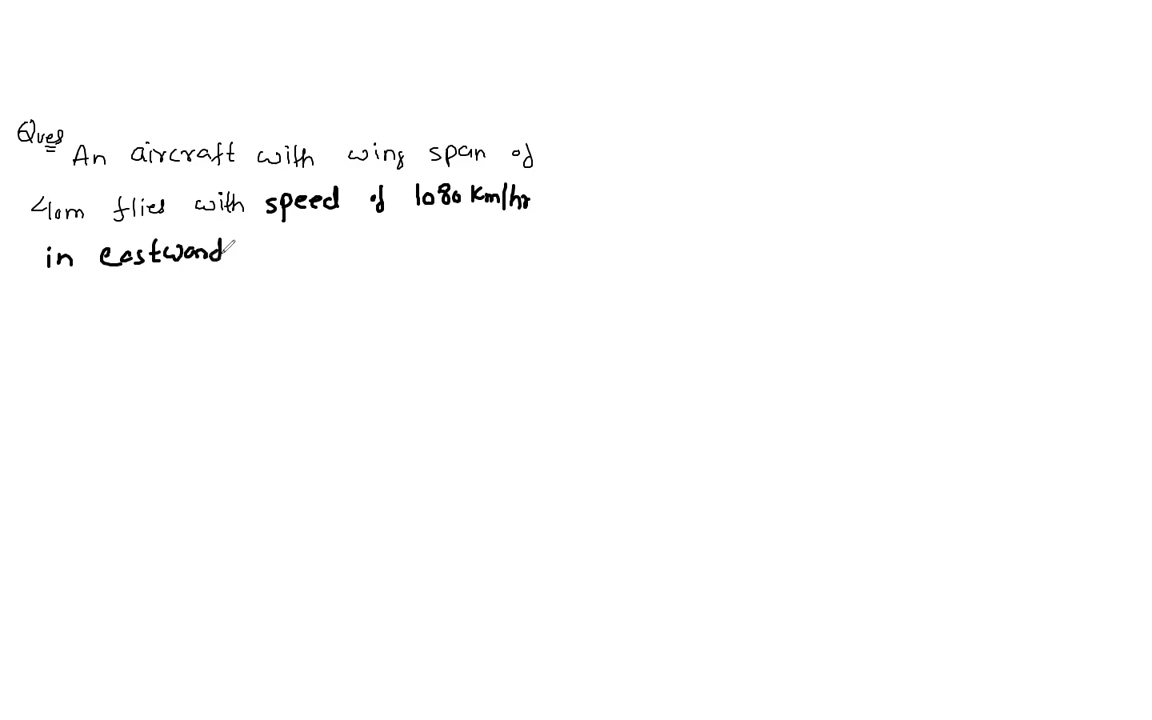 Ques An aircraft with wing span of
40m flies with speed of 1080 Km/hr
in eastward